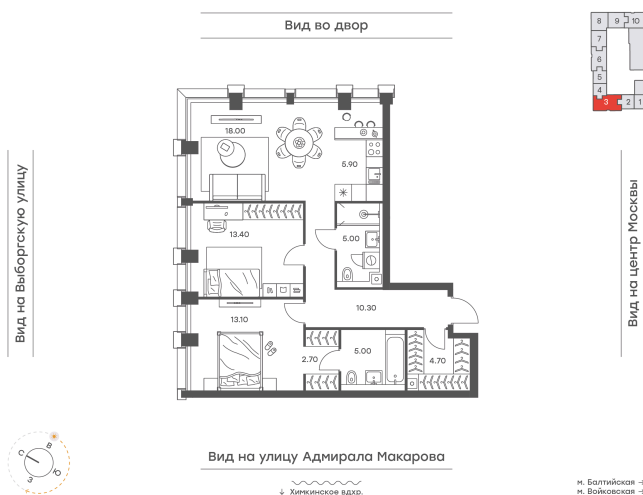 Вид во двор
8 9 10
7
6
5
4
3 2 1
18.00
5.90
Вид на Выборгскую улицу
13.40
5.00
Вид на центр Москвы
10.30
13.10
2.70
5.00
4.70
Вид на улицу Адмирала Макарова
С В Ю З
↓ Химкинское вдхр.
м. Балтийская
м. Войковская